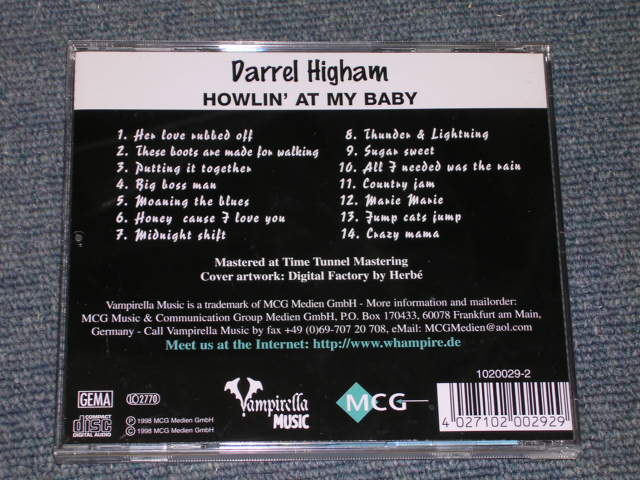 Darrel Higham
HOWLIN' AT MY BABY
1. Her love rubbed off
2. These boots are made for walking
3. Putting it together
4. Big boss man
5. Moaning the blues
6. Honey cause I love you
7. Midnight shift
8. Thunder & Lightning
9. Sugar sweet
10. All I needed was the rain
11. Country jam
12. Marie Marie
13. Jump cats jump
14. Crazy mama
Mastered at Time Tunnel Mastering
Cover artwork: Digital Factory by Herbé
Vampirella Music is a trademark of MCG Medien GmbH - More information and mailorder:
MCG Music & Communication Group Medien GmbH, P.O. Box 170433, 60078 Frankfurt am Main,
Germany - Call Vampirella Music by fax +49 (0)69-707 20 708, eMail: MCGMedien@aol.com
Meet us at the Internet: http://www.whampire.de
1020029-2
GEMA
LC2770
Vampirella
MUSIC
MCG
COMPACT
disc
DIGITAL AUDIO
P 1998 MCG Medien GmbH
C 1998 MCG Medien GmbH
4 027102 002929